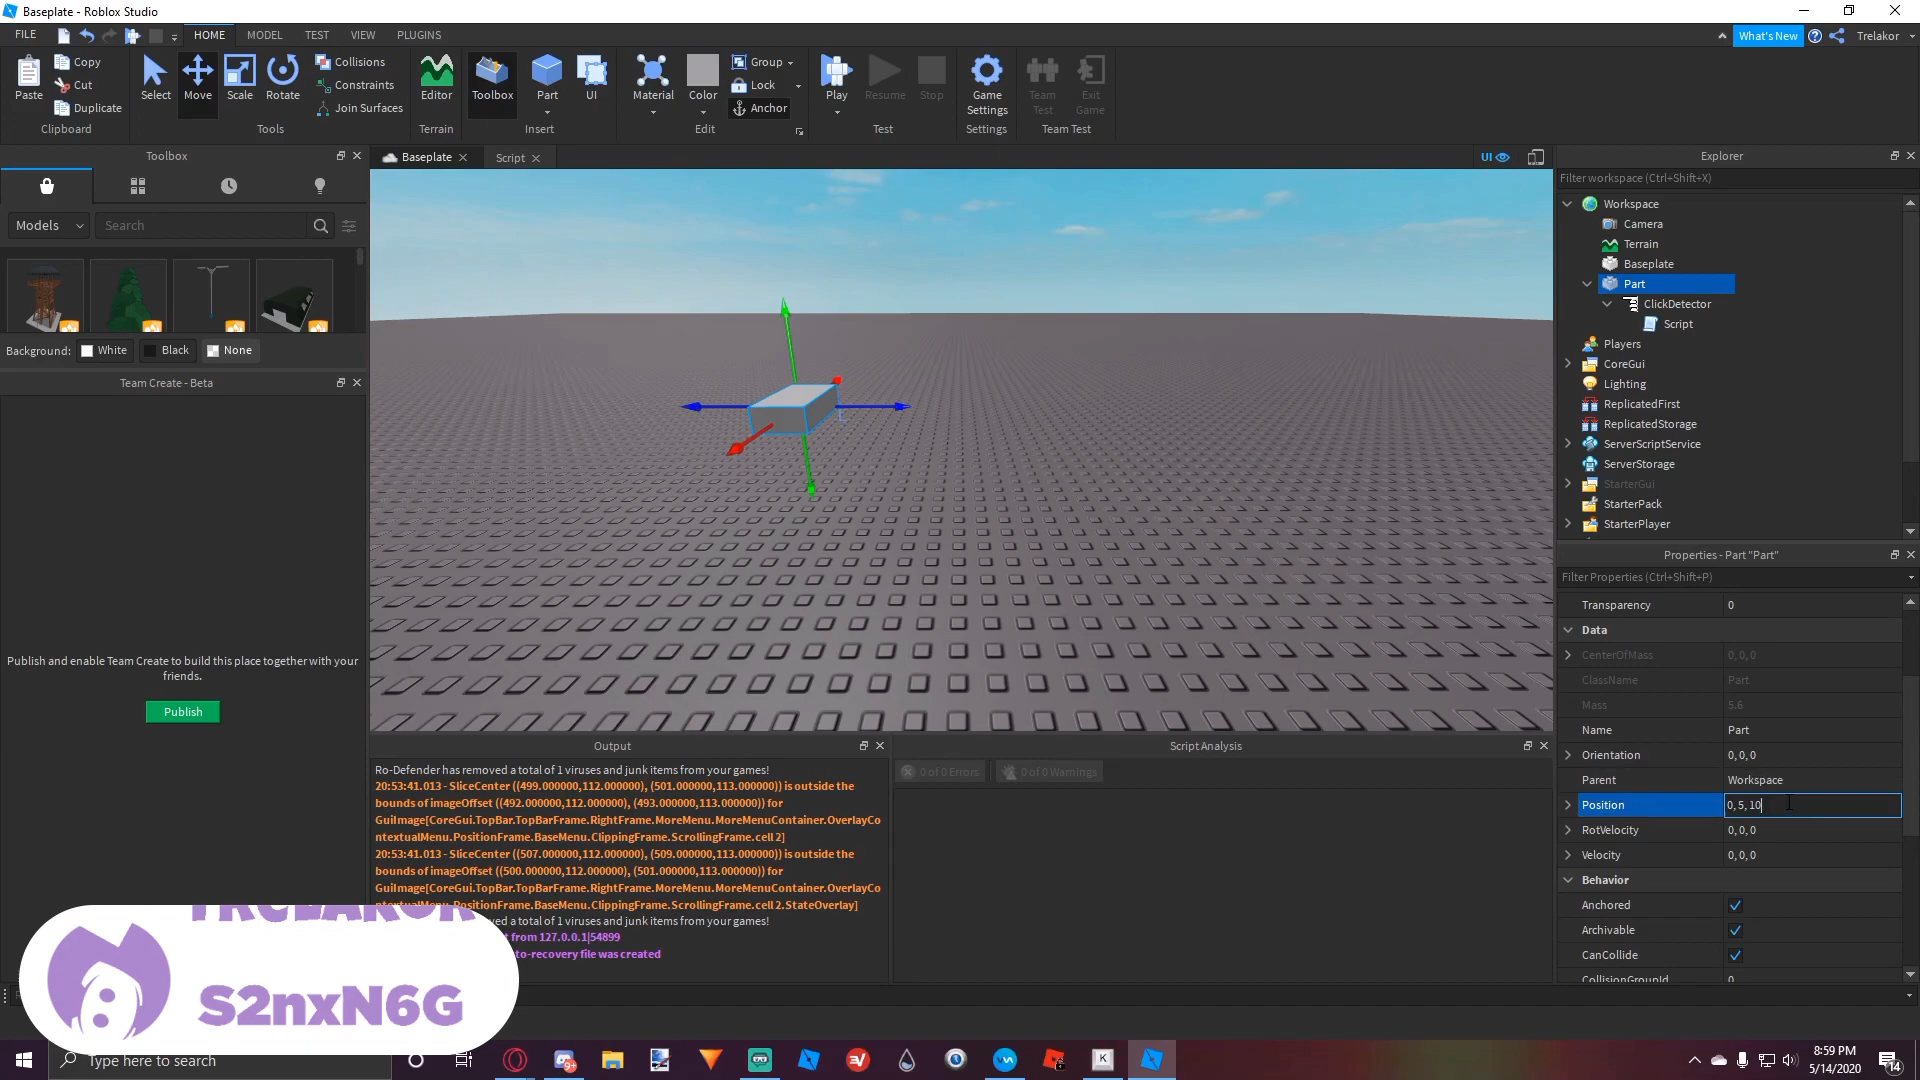 Baseplate - Roblox Studio
FILE HOME MODEL TEST VIEW PLUGINS What's New Trelakor
Paste Copy Cut Duplicate Clipboard
Select Move Scale Rotate Collisions Constraints Join Surfaces Tools
Editor Terrain
Toolbox Part UI Insert
Material Color Group Lock Anchor Edit
Play Resume Stop Test
Game Settings Settings
Team Test Exit Game Team Test
Toolbox
Models Search
Background: White Black None
Team Create - Beta
Publish and enable Team Create to build this place together with your
friends.
Publish
Baseplate Script UI
Output
Ro-Defender has removed a total of 1 viruses and junk items from your games!
20:53:41.013 - SliceCenter ((499.000000,112.000000), (501.000000,113.000000)) is outside the
bounds of imageOffset ((492.000000,112.000000), (493.000000,113.000000)) for
GuiImage[CoreGui.TopBar.TopBarFrame.RightFrame.MoreMenu.MoreMenuContainer.OverlayCo
ntextualMenu.PositionFrame.BaseMenu.ClippingFrame.ScrollingFrame.cell 2]
20:53:41.013 - SliceCenter ((507.000000,112.000000), (509.000000,113.000000)) is outside the
bounds of imageOffset ((500.000000,112.000000), (501.000000,113.000000)) for
GuiImage[CoreGui.TopBar.TopBarFrame.RightFrame.MoreMenu.MoreMenuContainer.OverlayCo
ntextualMenu.PositionFrame.BaseMenu.ClippingFrame.ScrollingFrame.cell 2.StateOverlay]
ved a total of 1 viruses and junk items from your games!
t from 127.0.0.1|54899
to-recovery file was created
Script Analysis
0 of 0 Errors 0 of 0 Warnings
Explorer
Filter workspace (Ctrl+Shift+X)
Workspace
Camera
Terrain
Baseplate
Part
ClickDetector
Script
Players
CoreGui
Lighting
ReplicatedFirst
ReplicatedStorage
ServerScriptService
ServerStorage
StarterGui
StarterPack
StarterPlayer
Properties - Part "Part"
Filter Properties (Ctrl+Shift+P)
Transparency 0
Data
CenterOfMass 0, 0, 0
ClassName Part
Mass 5.6
Name Part
Orientation 0, 0, 0
Parent Workspace
Position 0, 5, 10
RotVelocity 0, 0, 0
Velocity 0, 0, 0
Behavior
Anchored
Archivable
CanCollide
CollisionGroupId 0
TRELAKOR
S2nxN6G
Type here to search
8:59 PM
5/14/2020
14